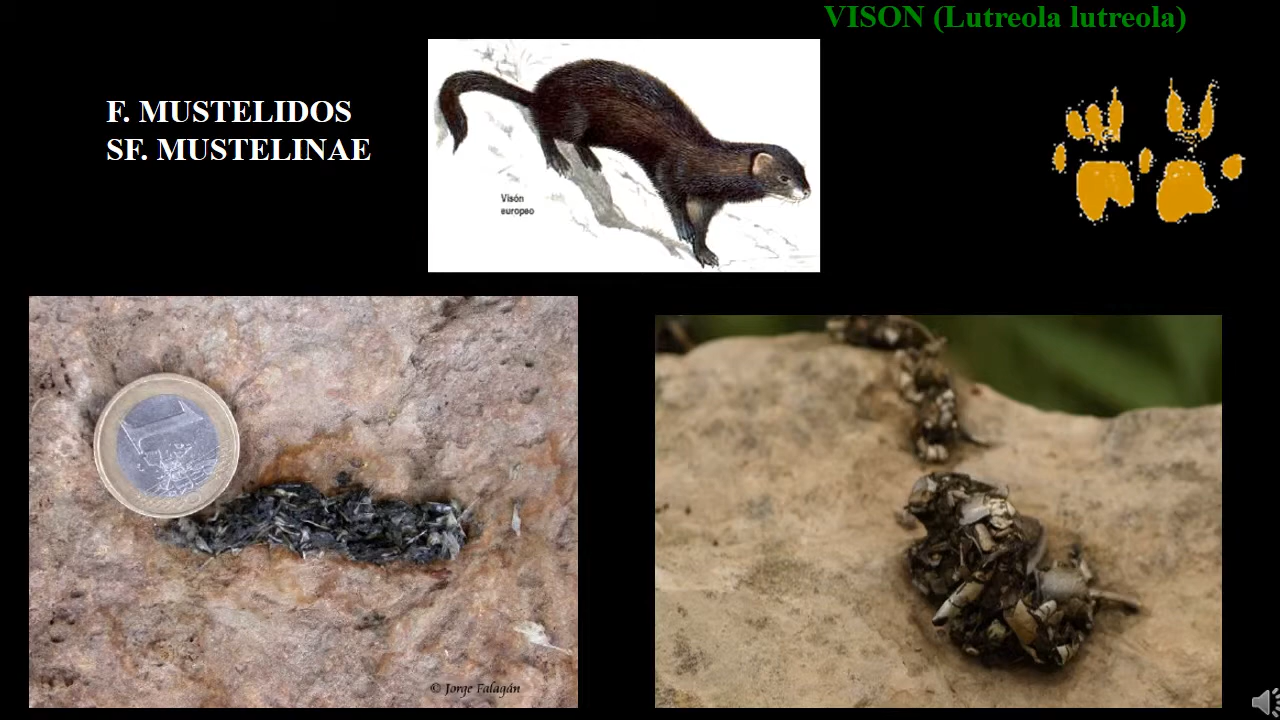 VISON (Lutreola lutreola)
F. MUSTELIDOS
SF. MUSTELINAE
Visón
europeo
© Jorge Falagán